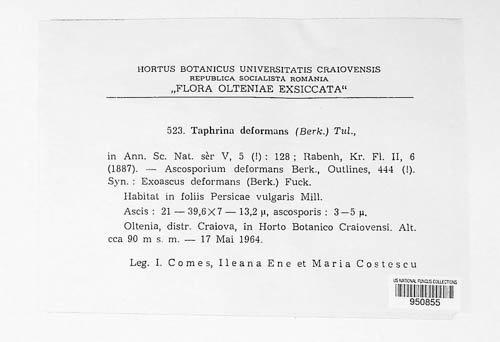 HORTUS BOTANICUS UNIVERSITATIS CRAIOVENSIS
REPUBLICA SOCIALISTĂ ROMÂNIA
„FLORA OLTENIAE EXSICCATA“
523. Taphrina deformans (Berk.) Tul.,
in Ann. Sc. Nat. sèr V, 5 (!) : 128 ; Rabenh, Kr. Fl. II, 6
(1887). — Ascosporium deformans Berk., Outlines, 444 (!).
Syn. : Exoascus deformans (Berk.) Fuck.
Habitat in foliis Persicae vulgaris Mill.
Ascis : 21 — 39,6×7 — 13,2 µ, ascosporis : 3—5 µ.
Oltenia, distr. Craiova, în Horto Botanico Craiovensi. Alt.
cca 90 m s. m. — 17 Mai 1964.
Leg. I. Comes, Ileana Ene et Maria Costescu
US NATIONAL FUNGUS COLLECTIONS
950855